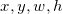 x, y, w, h